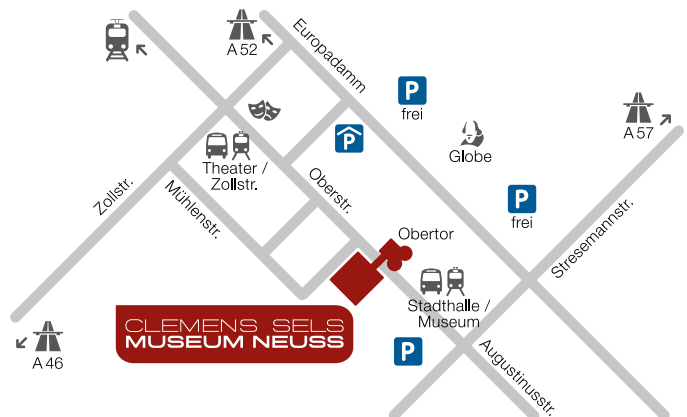 A 52
Europadamm
P
frei
A 57
P
Globe
Theater /
Zollstr.
Oberstr.
Zollstr.
Mühlenstr.
P
frei
Stresemannstr.
Obertor
Stadthalle /
Museum
CLEMENS SELS
MUSEUM NEUSS
A 46
P
Augustinusstr.